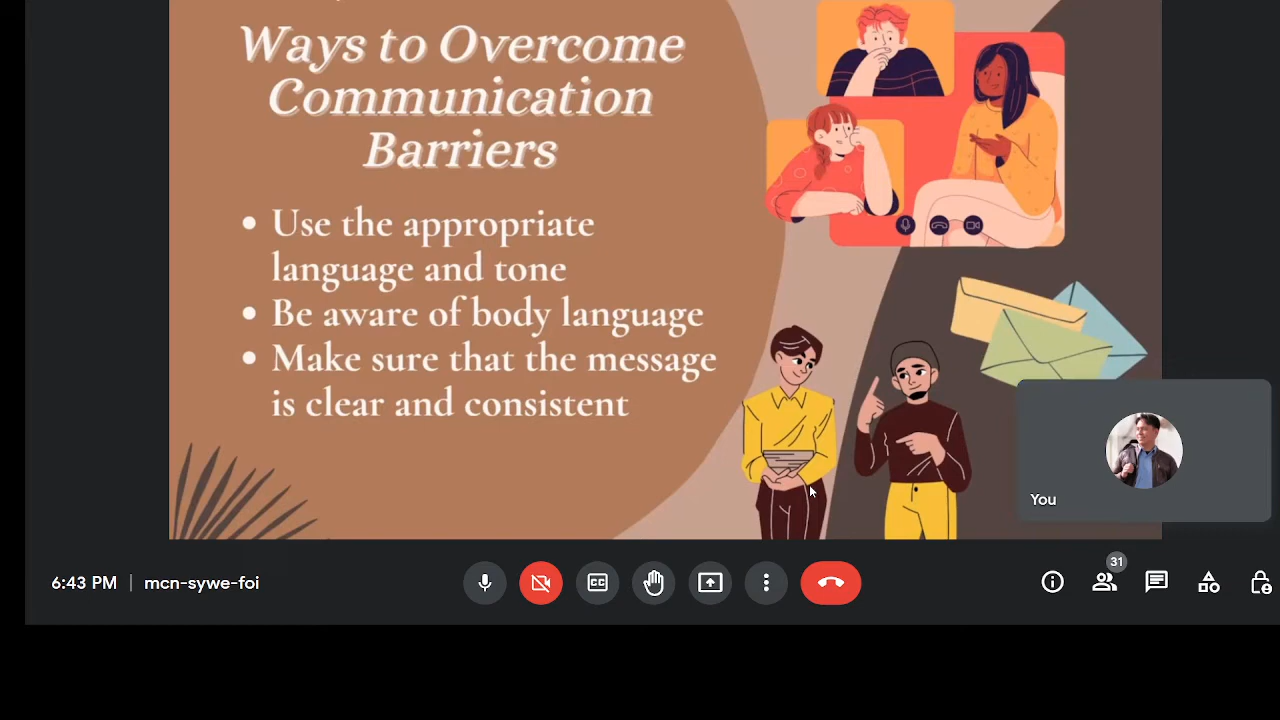 Ways to Overcome
Communication
Barriers
• Use the appropriate
language and tone
• Be aware of body language
• Make sure that the message
is clear and consistent
You
6:43 PM | mcn-sywe-foi
CC
31